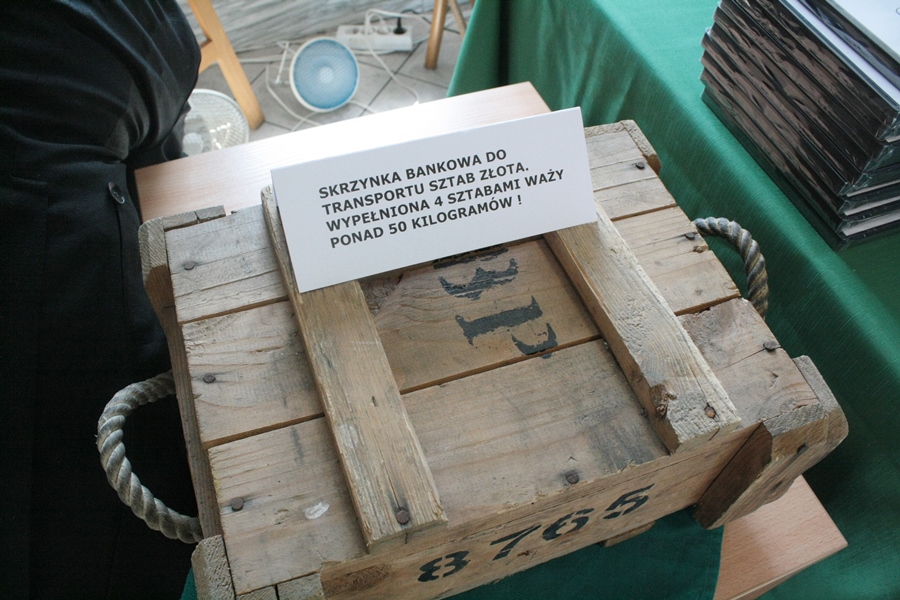 SKRZYNKA BANKOWA DO
TRANSPORTU SZTAB ZŁOTA.
WYPEŁNIONA 4 SZTABAMI WAŻY
PONAD 50 KILOGRAMÓW !
8765